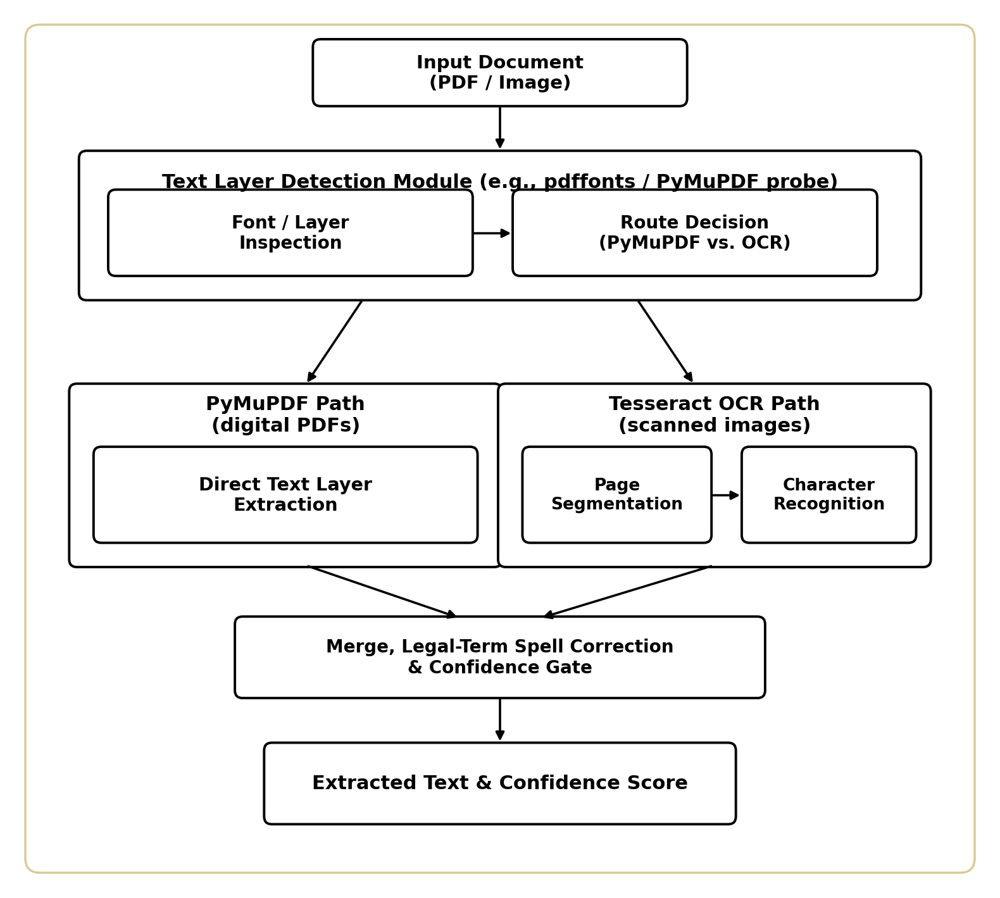 Input Document
(PDF / Image)
Text Layer Detection Module (e.g., pdffonts / PyMuPDF probe)
Font / Layer
Inspection
Route Decision
(PyMuPDF vs. OCR)
PyMuPDF Path
(digital PDFs)
Direct Text Layer
Extraction
Tesseract OCR Path
(scanned images)
Page
Segmentation
Character
Recognition
Merge, Legal-Term Spell Correction
& Confidence Gate
Extracted Text & Confidence Score